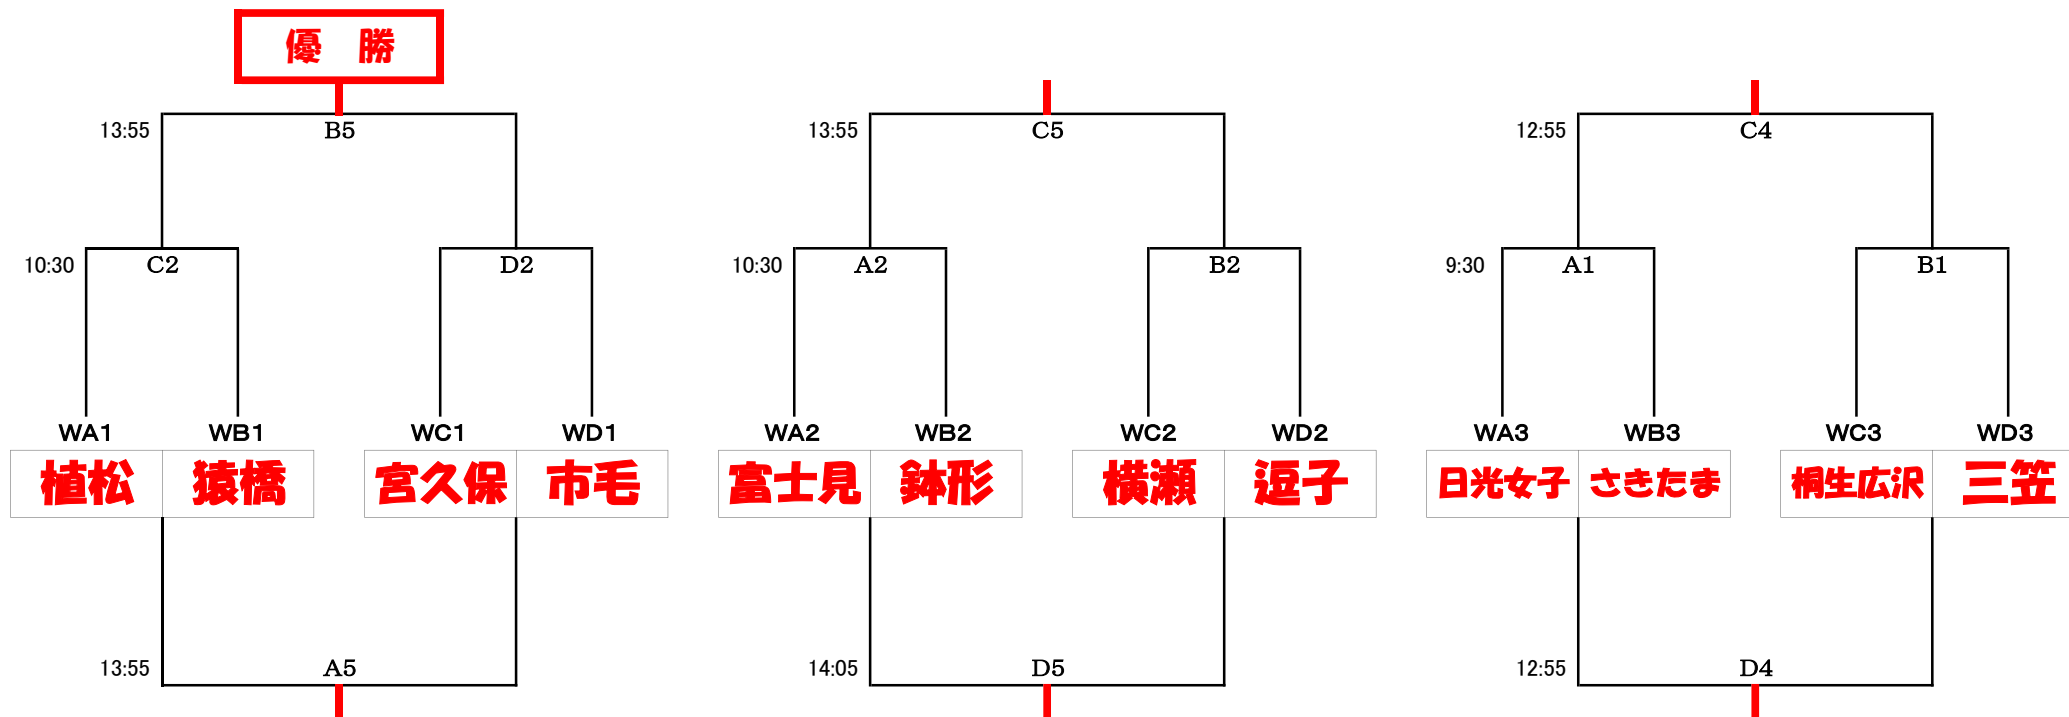 優　勝
13:55 B5 13:55 C5 12:55 C4
10:30 C2 D2 10:30 A2 B2 9:30 A1 B1
WA1 WB1 WC1 WD1 WA2 WB2 WC2 WD2 WA3 WB3 WC3 WD3
植松 猿橋 宮久保 市毛 富士見 鉢形 横瀬 逗子 日光女子 さきたま 桐生広沢 三笠
13:55 A5 14:05 D5 12:55 D4